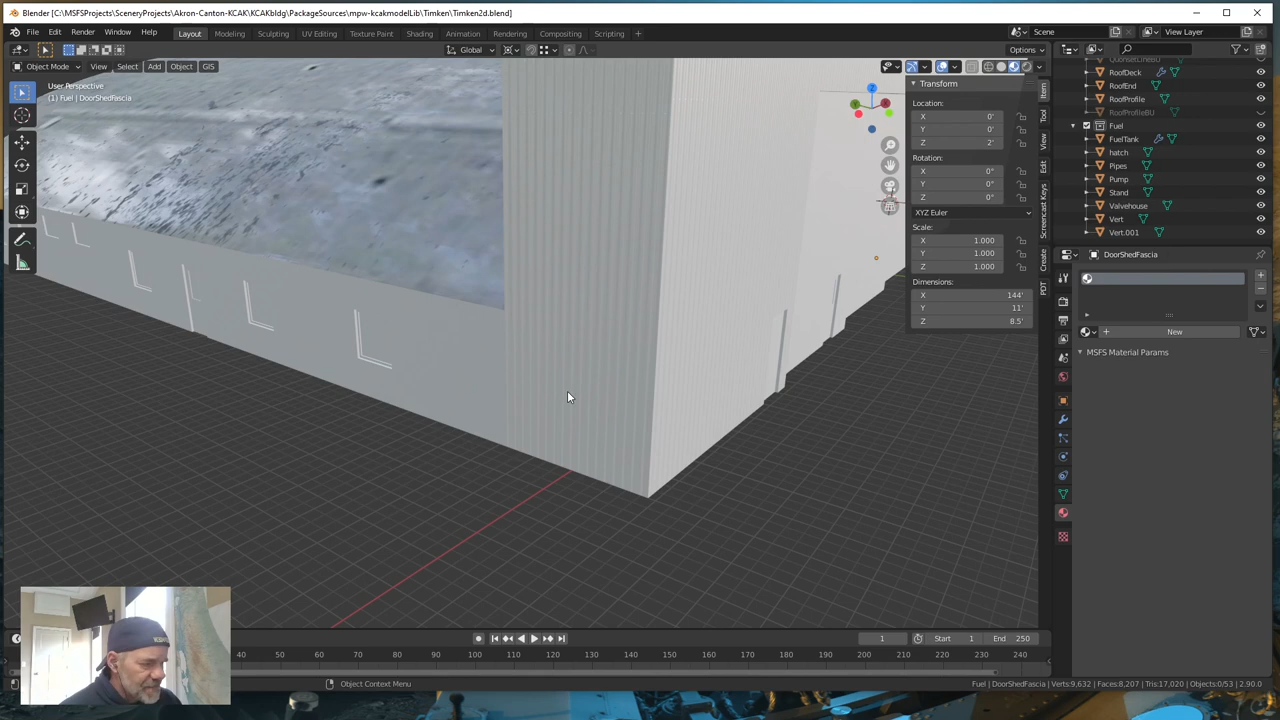 Blender [C:\MSFSProjects\SceneryProjects\Akron-Canton-KCAK\KCAKbldg\PackageSources\mpw-kcakmodelLib\Timken\Timken2d.blend]
File Edit Render Window Help Layout Modeling Sculpting UV Editing Texture Paint Shading Animation Rendering Compositing Scripting + Scene View Layer
Global Options
Object Mode View Select Add Object GIS
User Perspective
(1) Fuel | DoorShedFascia
Transform
Location:
X 0'
Y 0'
Z 2'
Rotation:
X 0°
Y 0°
Z 0°
XYZ Euler
Scale:
X 1.000
Y 1.000
Z 1.000
Dimensions:
X 144'
Y 11'
Z 8.5'
Item
Tool
View
Edit
Screencast Keys
Create
PDT
RoofDeck
RoofEnd
RoofProfile
RoofProfileBU
Fuel
FuelTank
hatch
Pipes
Pump
Stand
Valvehouse
Vert
Vert.001
DoorShedFascia
New
MSFS Material Params
1 Start 1 End 250
40 50 60 70 80 90 100 110 120 130 140 150 160 170 180 190 200 210 220 230 240
Object Context Menu
Fuel | DoorShedFascia | Verts:9,632 | Faces:8,207 | Tris:17,020 | Objects:0/53 | 2.90.0